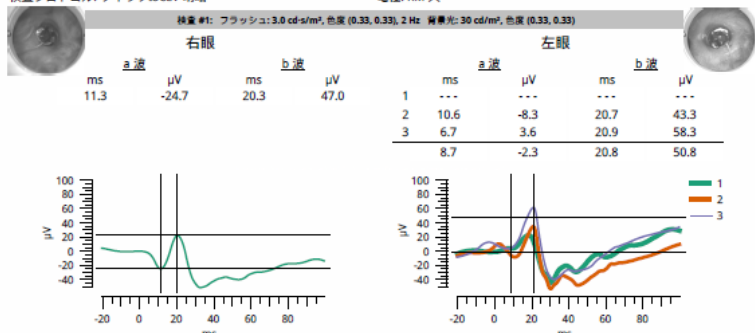 検査 #1: フラッシュ: 3.0 cd·s/m², 色度 (0.33, 0.33), 2 Hz 背景光: 30 cd/m², 色度 (0.33, 0.33)
右眼
a 波 b 波
ms µV ms µV
11.3 -24.7 20.3 47.0
左眼
a 波 b 波
ms µV ms µV
1 --- --- --- ---
2 10.6 -8.3 20.7 43.3
3 6.7 3.6 20.9 58.3
8.7 -2.3 20.8 50.8
µV
100
80
60
40
20
0
-20
-40
-20 0 20 40 60 80
ms
µV
100
80
60
40
20
0
-20
-40
-20 0 20 40 60 80
ms
1
2
3